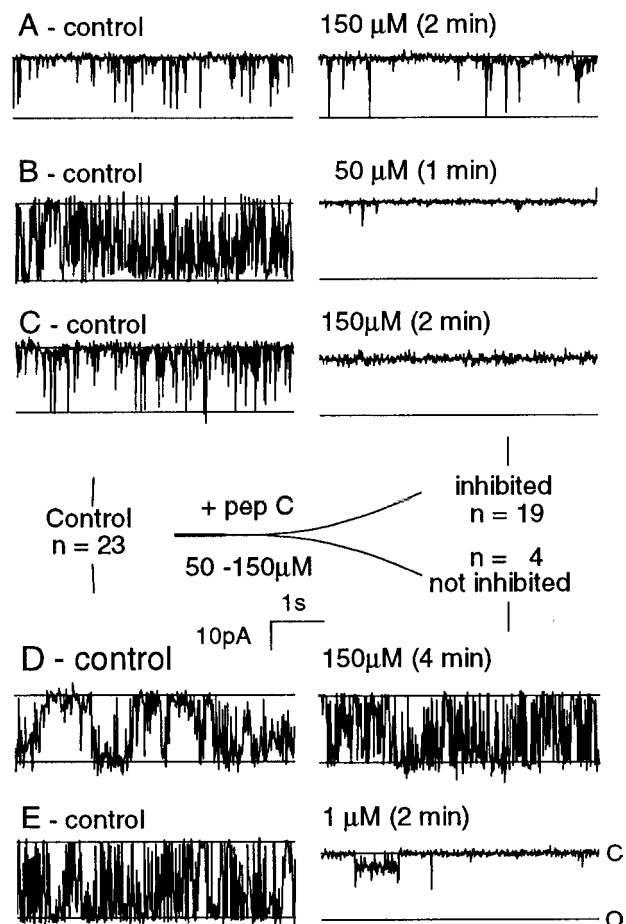 A - control
150 μM (2 min)
B - control
50 μM (1 min)
C - control
150μM (2 min)
Control
n = 23
+ pep C
50 -150μM
inhibited
n = 19
n = 4
not inhibited
1s
10pA
D - control
150μM (4 min)
E - control
1 μM (2 min)
C
O